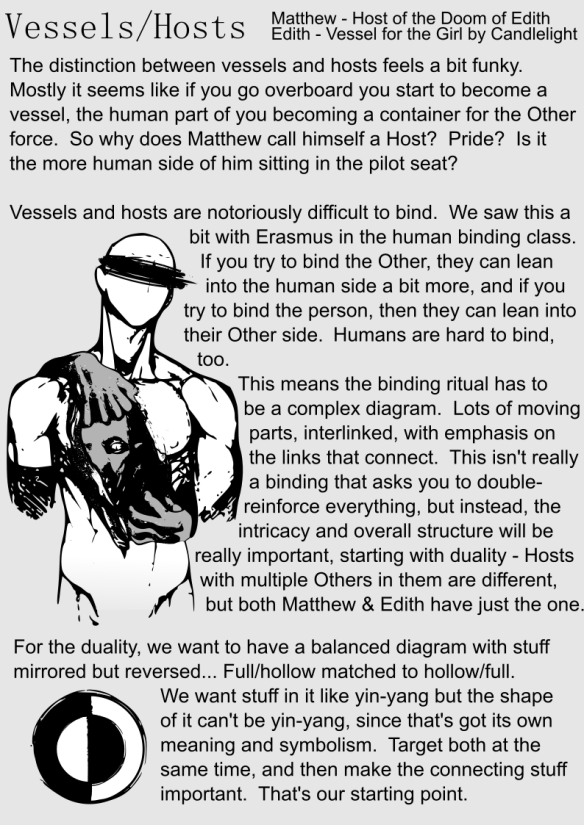 Vessels/Hosts
Matthew - Host of the Doom of Edith
Edith - Vessel for the Girl by Candlelight
The distinction between vessels and hosts feels a bit funky.
Mostly it seems like if you go overboard you start to become a
vessel, the human part of you becoming a container for the Other
force.  So why does Matthew call himself a Host?  Pride?  Is it
the more human side of him sitting in the pilot seat?
Vessels and hosts are notoriously difficult to bind.  We saw this a
bit with Erasmus in the human binding class.
If you try to bind the Other, they can lean
into the human side a bit more, and if you
try to bind the person, then they can lean into
their Other side.  Humans are hard to bind,
too.
This means the binding ritual has to
be a complex diagram.  Lots of moving
parts, interlinked, with emphasis on
the links that connect.  This isn't really
a binding that asks you to double-
reinforce everything, but instead, the
intricacy and overall structure will be
really important, starting with duality - Hosts
with multiple Others in them are different,
but both Matthew & Edith have just the one.
For the duality, we want to have a balanced diagram with stuff
mirrored but reversed... Full/hollow matched to hollow/full.
We want stuff in it like yin-yang but the shape
of it can't be yin-yang, since that's got its own
meaning and symbolism.  Target both at the
same time, and then make the connecting stuff
important.  That's our starting point.